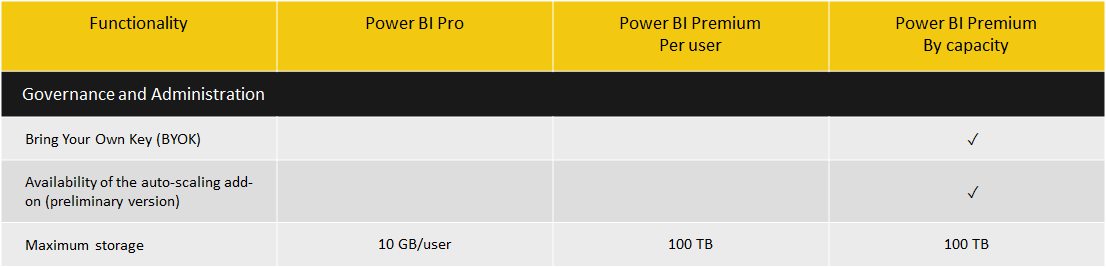 Functionality
Power BI Pro
Power BI Premium
Per user
Power BI Premium
By capacity
Governance and Administration
Bring Your Own Key (BYOK)
✓
Availability of the auto-scaling add-
on (preliminary version)
✓
Maximum storage
10 GB/user
100 TB
100 TB